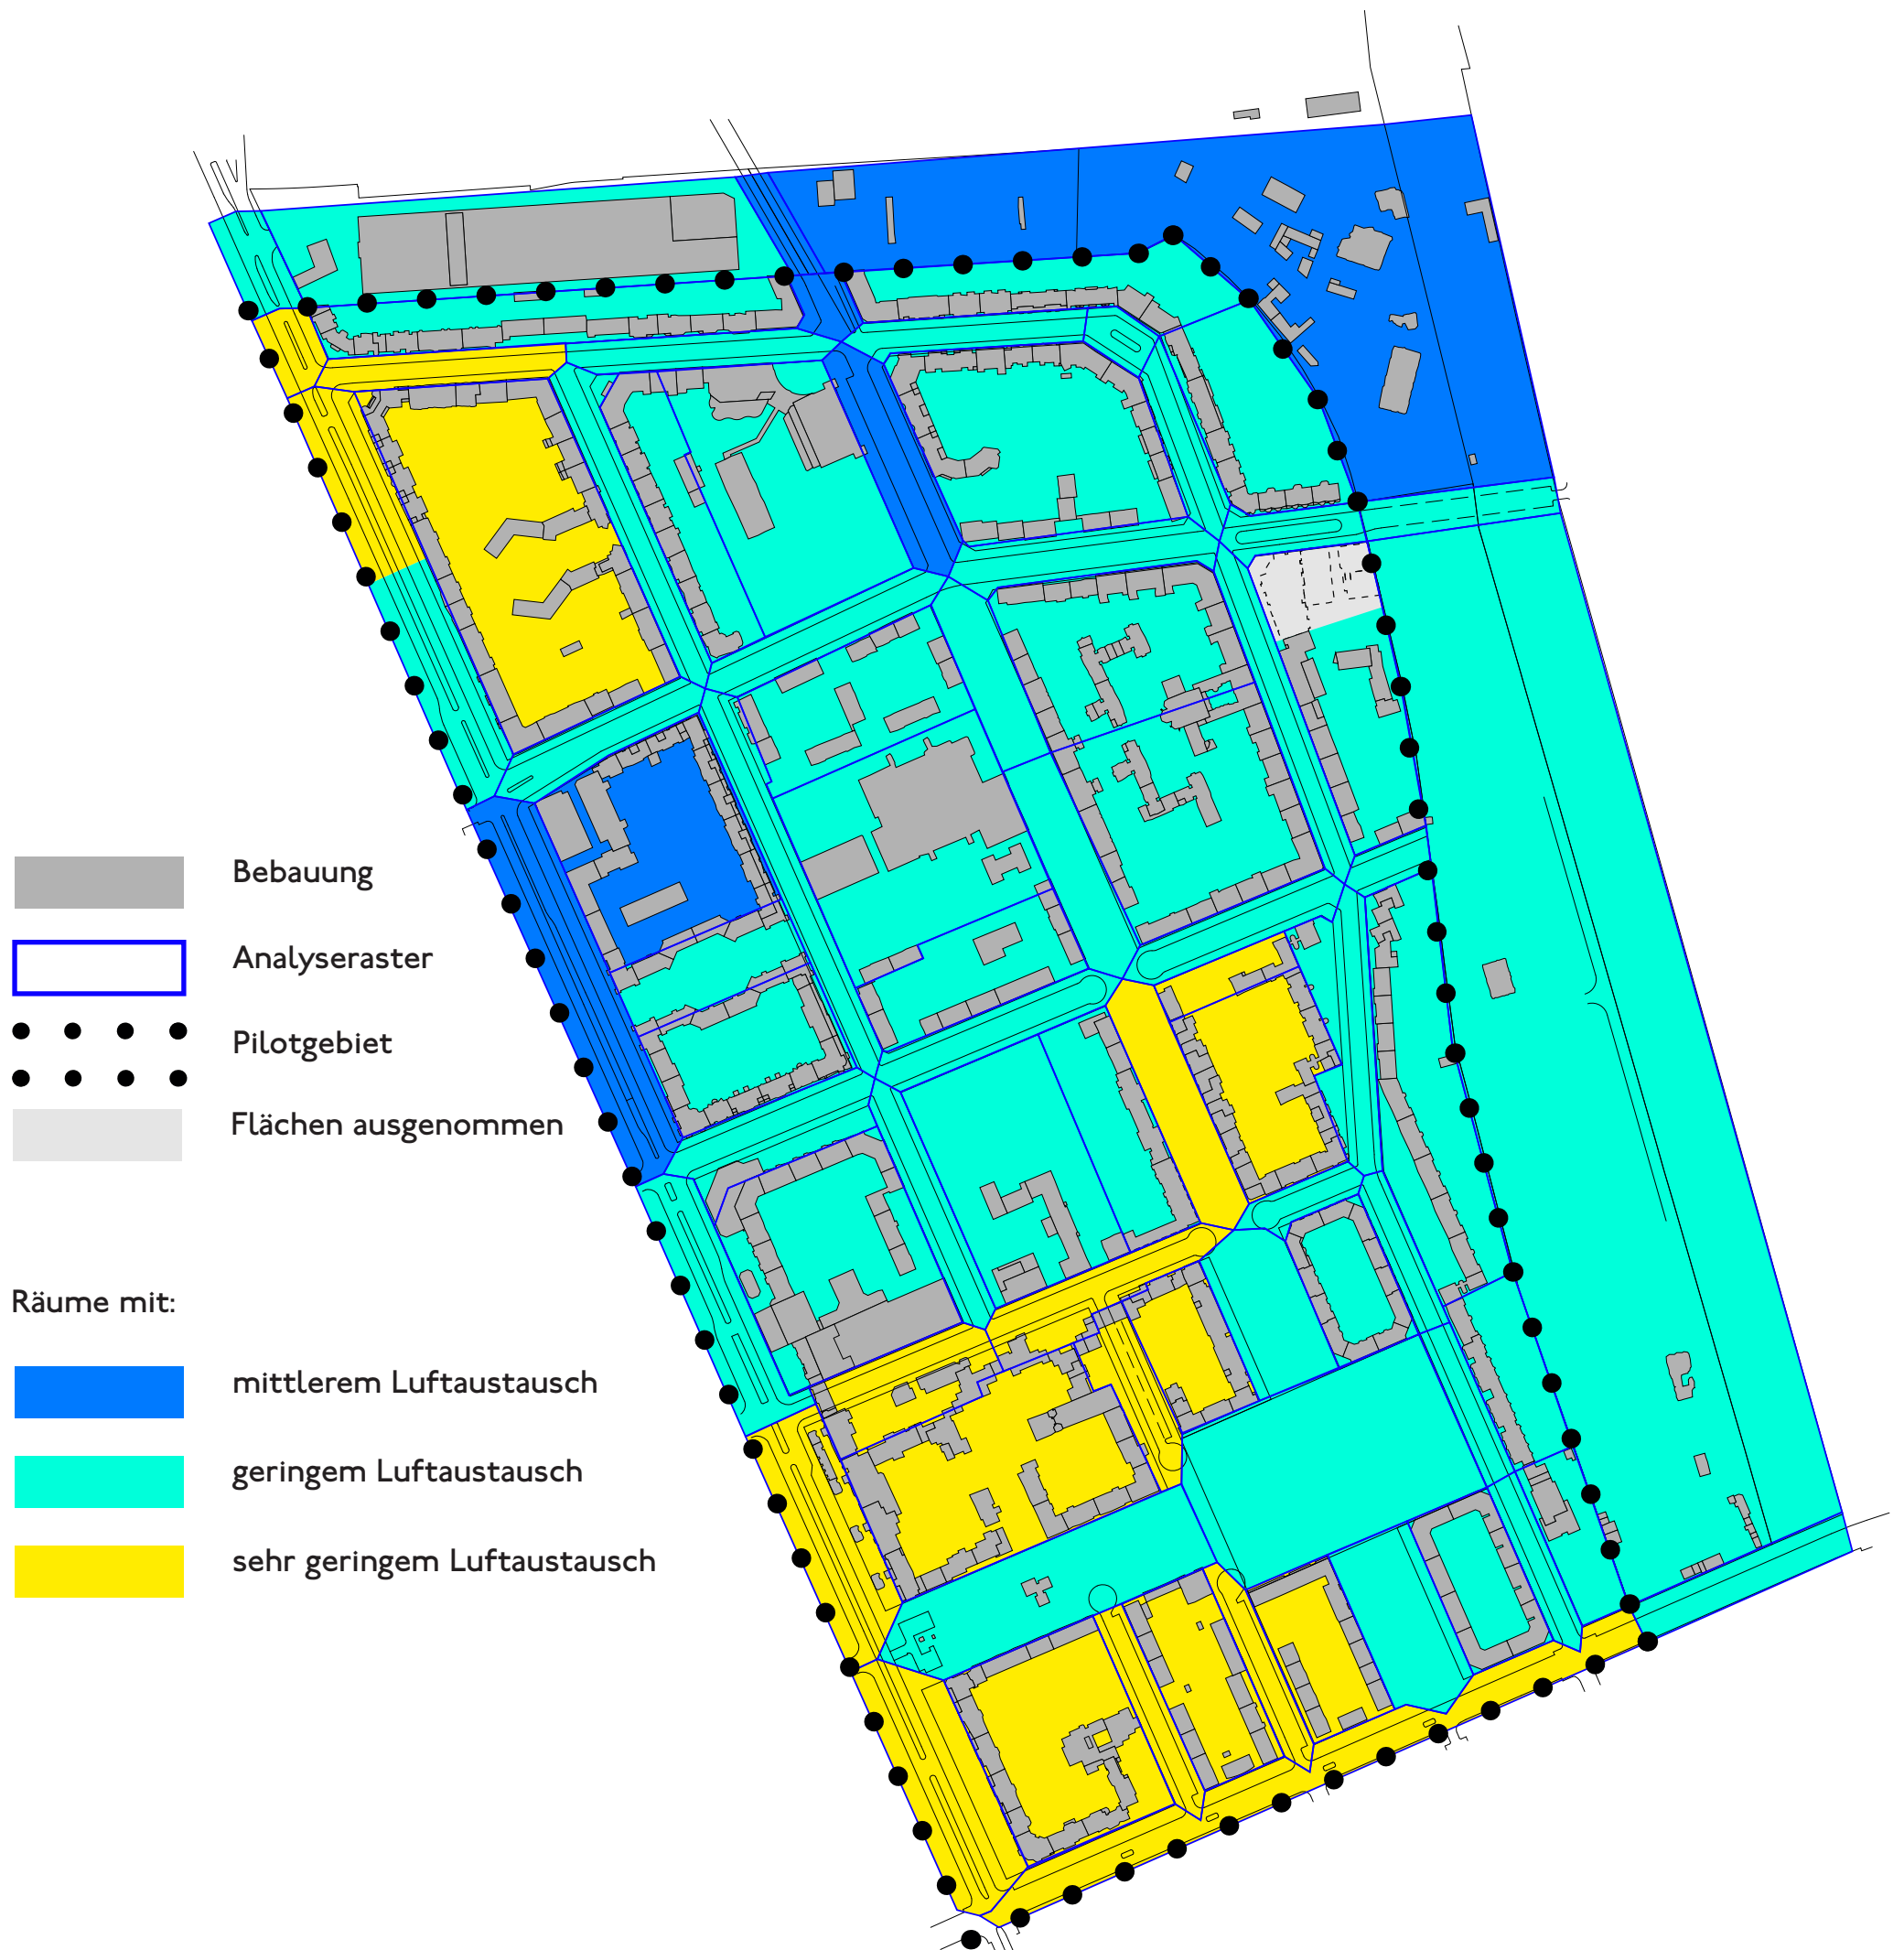 Bebauung
Analyseraster
Pilotgebiet
Flächen ausgenommen
Räume mit:
mittlerem Luftaustausch
geringem Luftaustausch
sehr geringem Luftaustausch